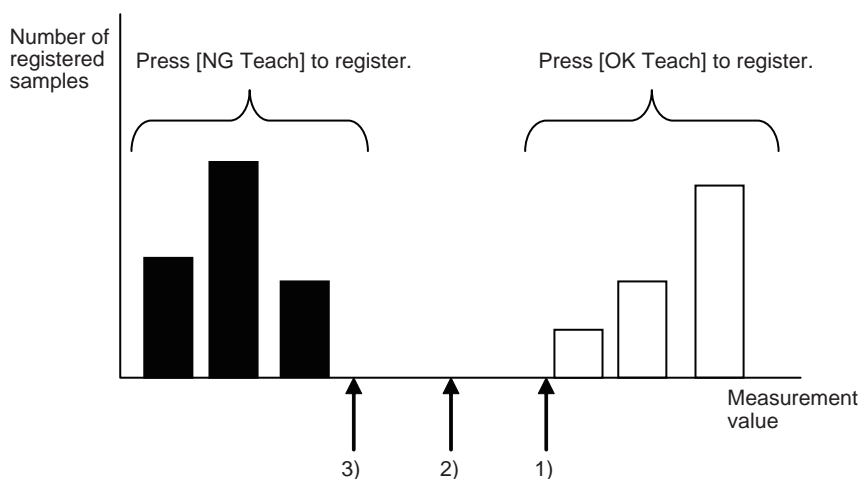 Number of
registered
samples
Press [NG Teach] to register.
Press [OK Teach] to register.
Measurement
value
3)
2)
1)